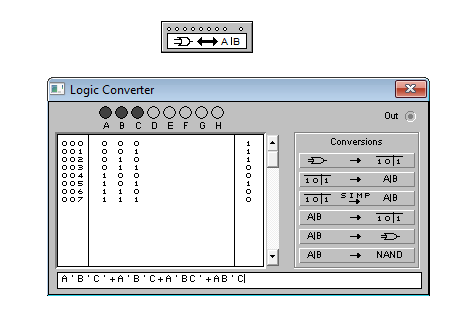 A|B
Logic Converter
A B C D E F G H
Out
000 0 0 0 1
001 0 0 1 1
002 0 1 0 1
003 0 1 1 0
004 1 0 0 0
005 1 0 1 1
006 1 1 0 0
007 1 1 1 0
Conversions
→ 1 0 1
1 0 1 → A|B
1 0 1 SIMP → A|B
A|B → 1 0 1
A|B →
A|B → NAND
A'B'C'+A'B'C+A'BC'+AB'C